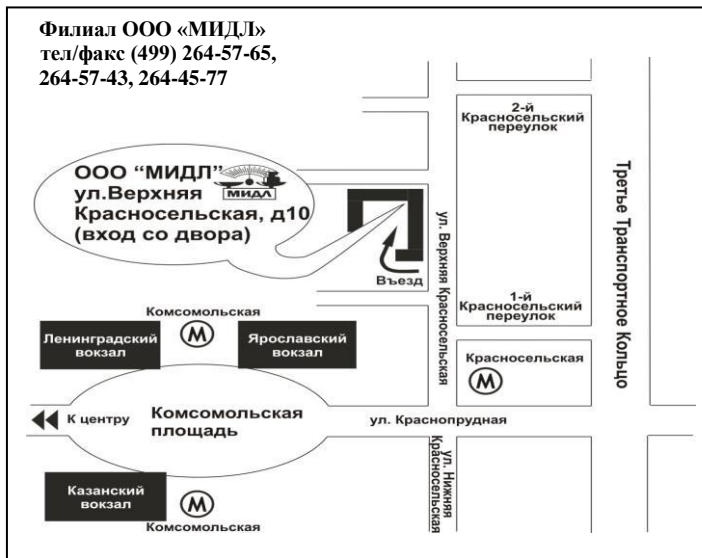 Филиал ООО «МИДЛ»
тел/факс (499) 264-57-65,
264-57-43, 264-45-77
2-й
Красносельский
переулок
ООО “МИДЛ”
ул.Верхняя
Красносельская, д10
(вход со двора)
МИДЛ
Третье Транспортное Кольцо
ул. Верхняя Красносельская
Въезд
1-й
Красносельский
переулок
Комсомольская
М
Ленинградский
вокзал
Ярославский
вокзал
Красносельская
М
К центру
Комсомольская
площадь
ул. Краснопрудная
ул. Нижняя
Красносельская
Казанский
вокзал
М
Комсомольская